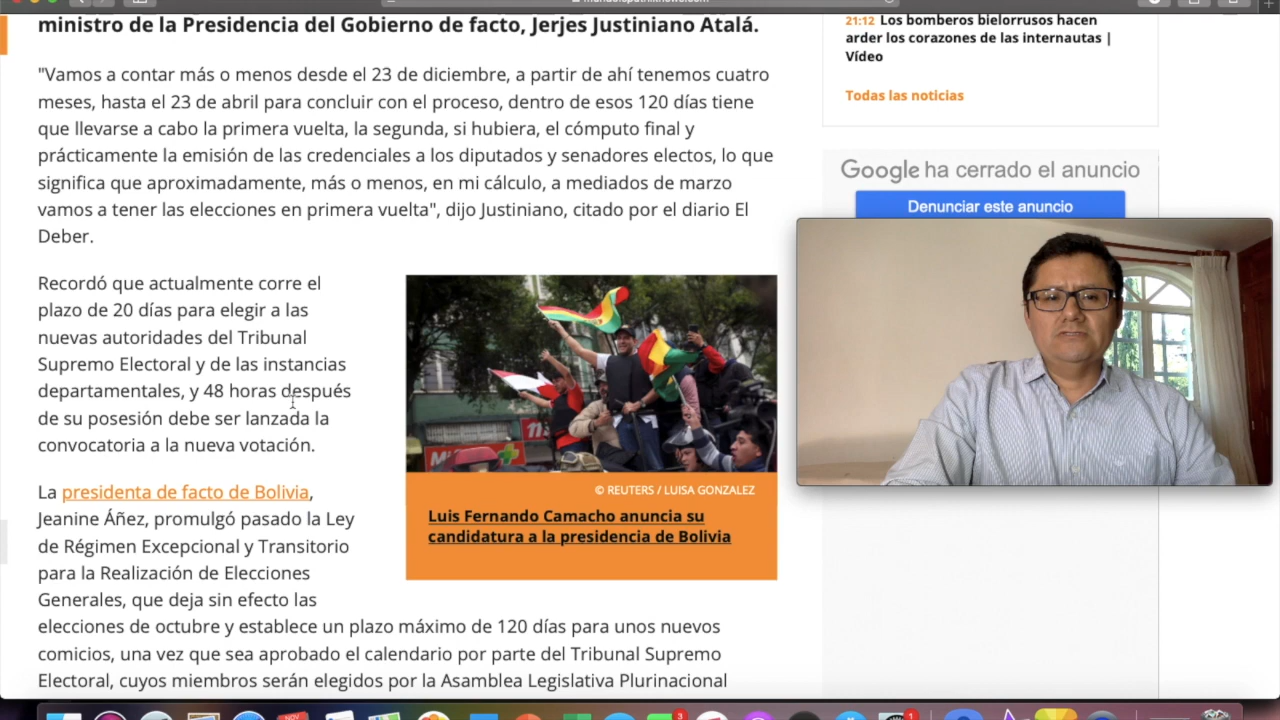 ministro de la Presidencia del Gobierno de facto, Jerjes Justiniano Atalá.
"Vamos a contar más o menos desde el 23 de diciembre, a partir de ahí tenemos cuatro
meses, hasta el 23 de abril para concluir con el proceso, dentro de esos 120 días tiene
que llevarse a cabo la primera vuelta, la segunda, si hubiera, el cómputo final y
prácticamente la emisión de las credenciales a los diputados y senadores electos, lo que
significa que aproximadamente, más o menos, en mi cálculo, a mediados de marzo
vamos a tener las elecciones en primera vuelta", dijo Justiniano, citado por el diario El
Deber.
Recordó que actualmente corre el
plazo de 20 días para elegir a las
nuevas autoridades del Tribunal
Supremo Electoral y de las instancias
departamentales, y 48 horas después
de su posesión debe ser lanzada la
convocatoria a la nueva votación.
La presidenta de facto de Bolivia,
Jeanine Áñez, promulgó pasado la Ley
de Régimen Excepcional y Transitorio
para la Realización de Elecciones
Generales, que deja sin efecto las
elecciones de octubre y establece un plazo máximo de 120 días para unos nuevos
comicios, una vez que sea aprobado el calendario por parte del Tribunal Supremo
Electoral, cuyos miembros serán elegidos por la Asamblea Legislativa Plurinacional
© REUTERS / LUISA GONZALEZ
Luis Fernando Camacho anuncia su
candidatura a la presidencia de Bolivia
21:12 Los bomberos bielorrusos hacen
arder los corazones de las internautas |
Vídeo
Todas las noticias
Google ha cerrado el anuncio
Denunciar este anuncio
NOV
3
1